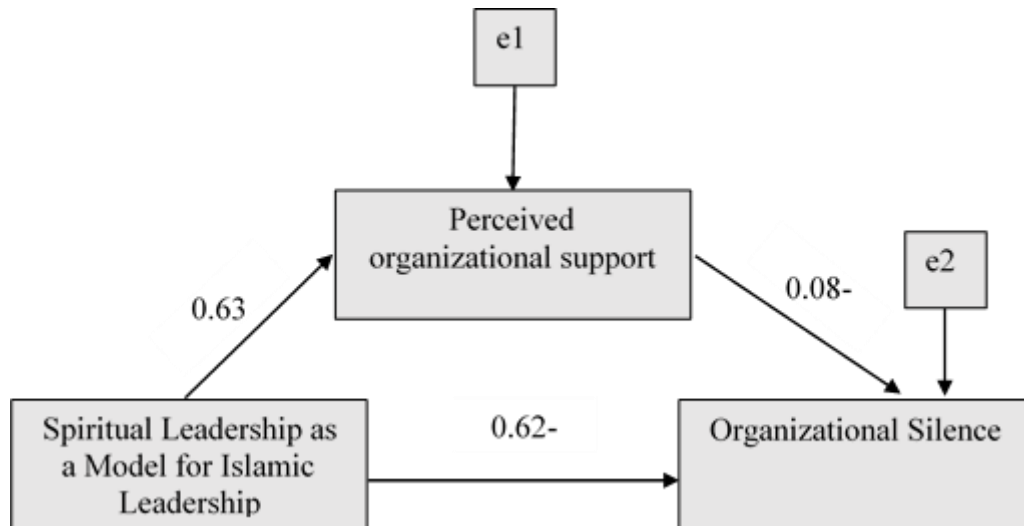 e1
Perceived
organizational support
e2
0.63
0.08-
Spiritual Leadership as
a Model for Islamic
Leadership
0.62-
Organizational Silence